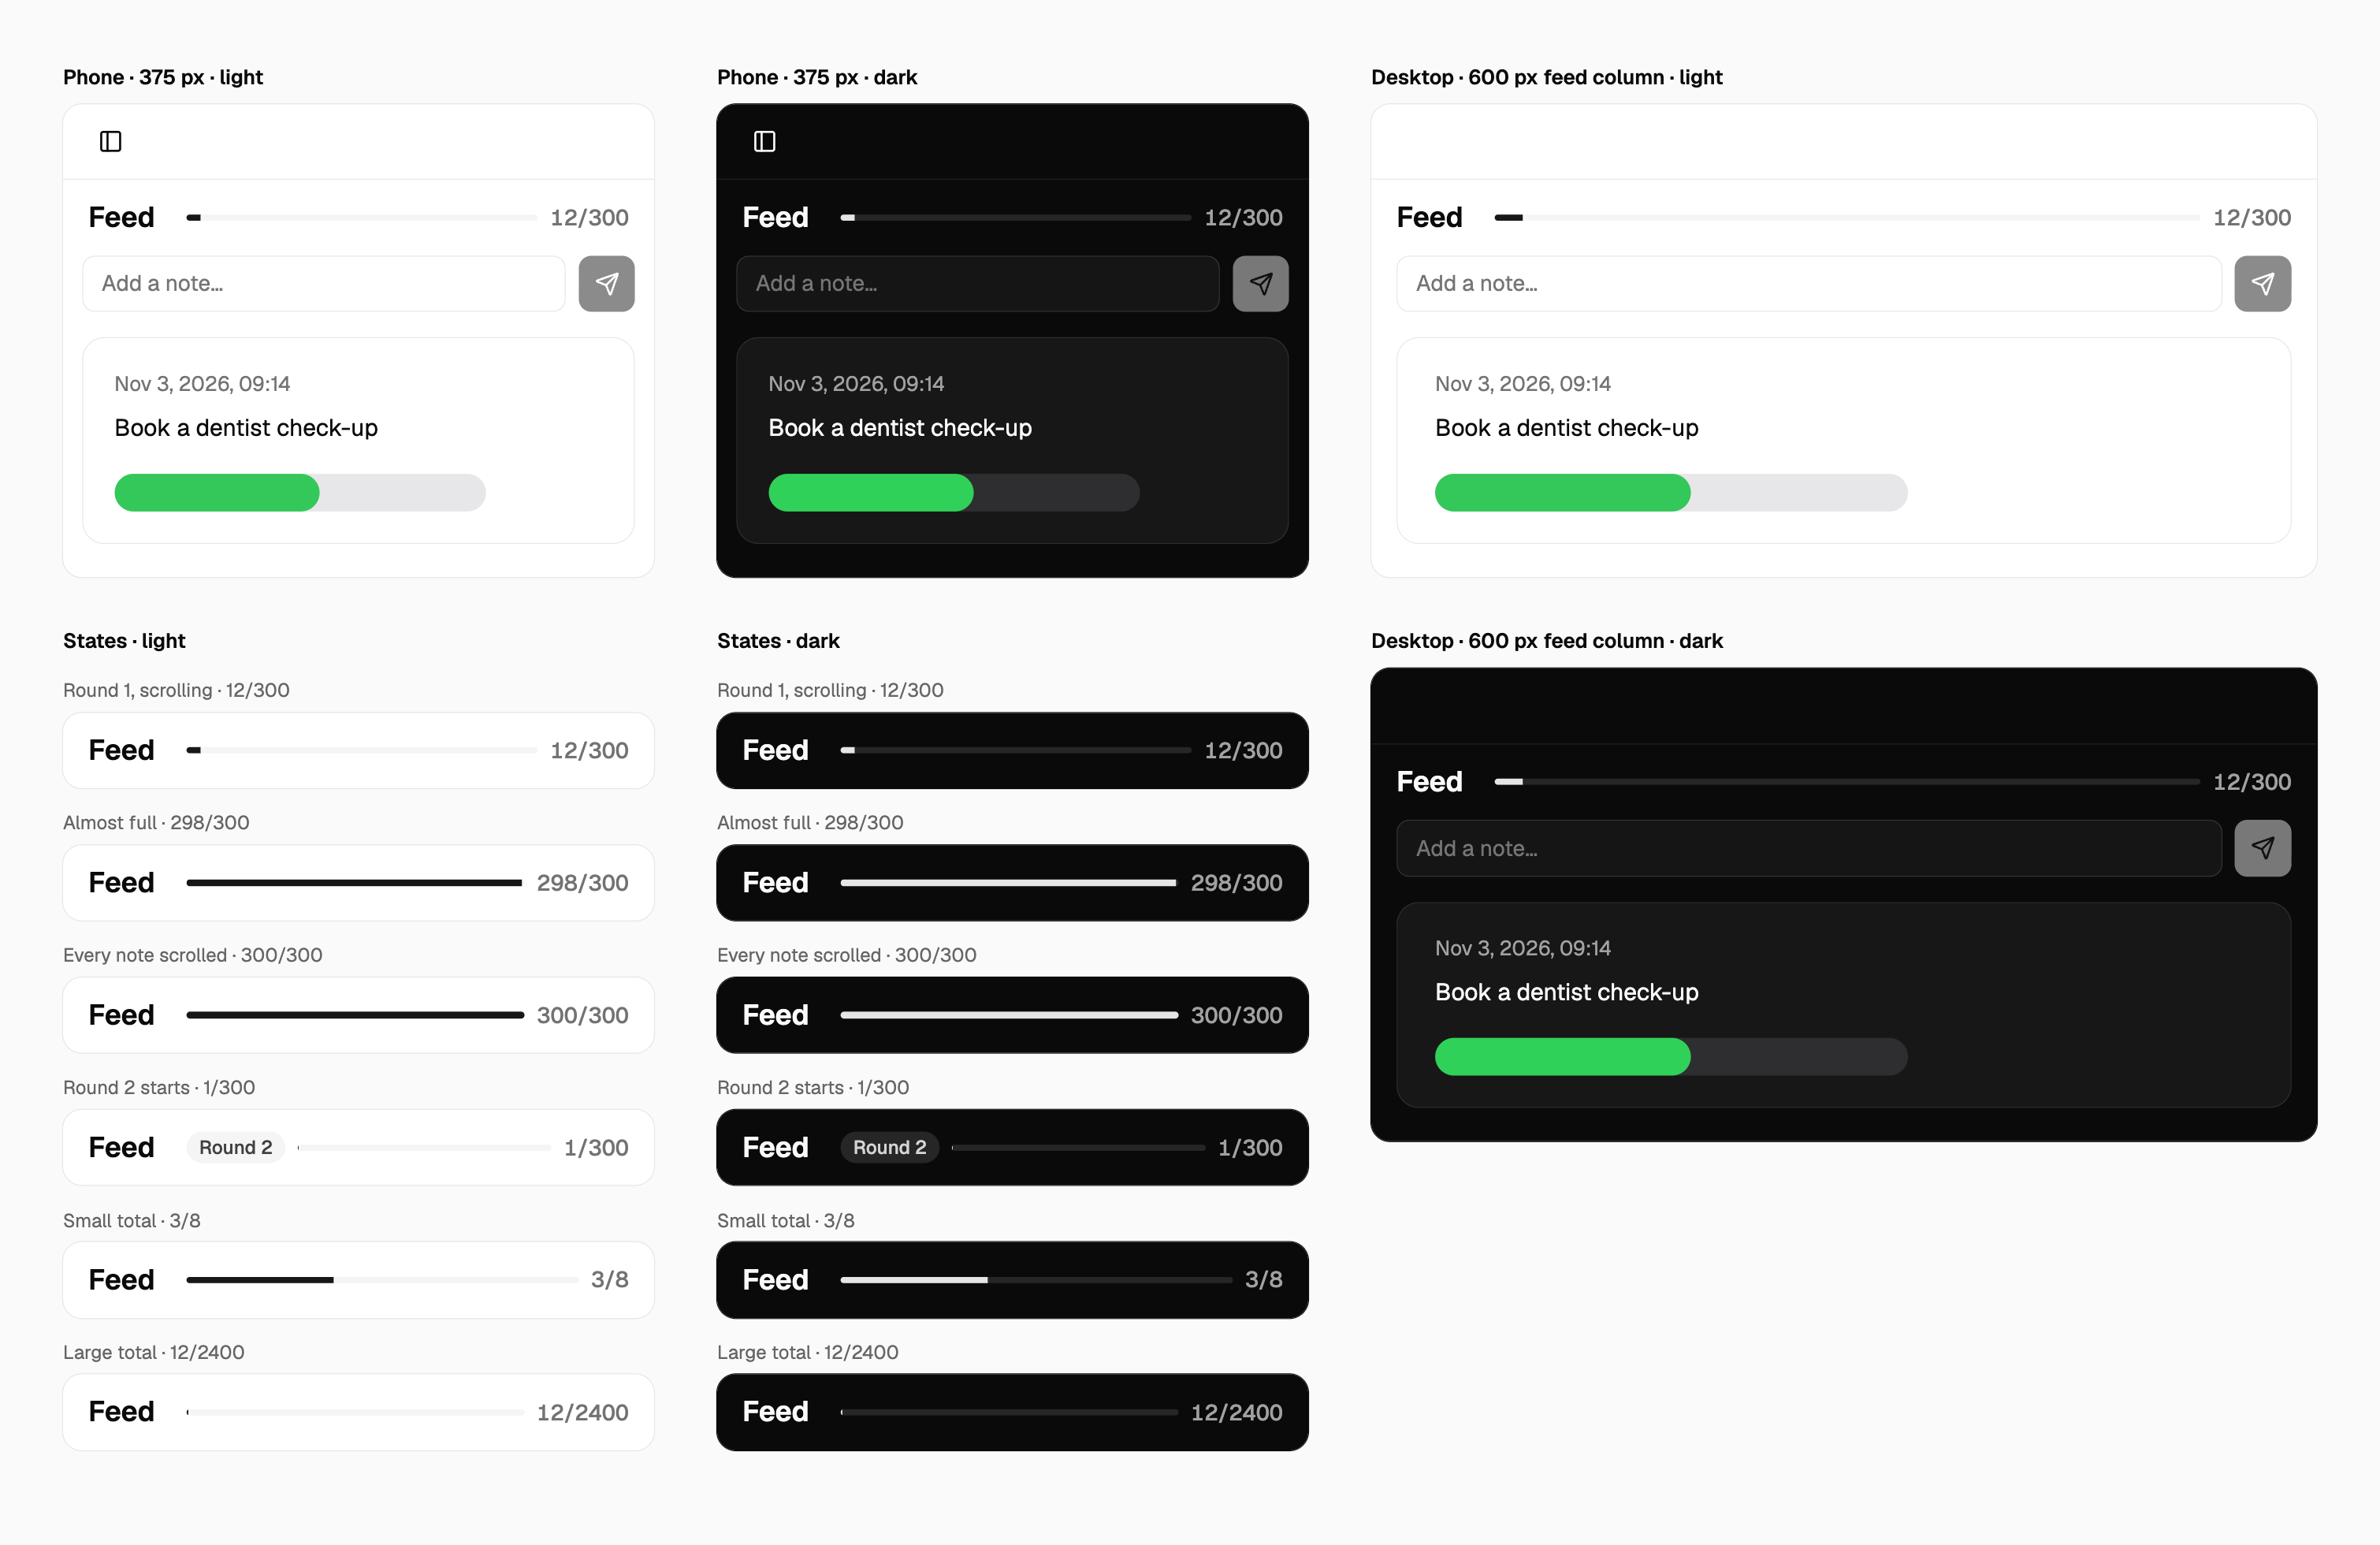 Phone · 375 px · light
Feed
12/300
Add a note…
Nov 3, 2026, 09:14
Book a dentist check-up
Phone · 375 px · dark
Feed
12/300
Add a note…
Nov 3, 2026, 09:14
Book a dentist check-up
Desktop · 600 px feed column · light
Feed
12/300
Add a note…
Nov 3, 2026, 09:14
Book a dentist check-up
States · light
Round 1, scrolling · 12/300
Feed
12/300
Almost full · 298/300
Feed
298/300
Every note scrolled · 300/300
Feed
300/300
Round 2 starts · 1/300
Feed
Round 2
1/300
Small total · 3/8
Feed
3/8
Large total · 12/2400
Feed
12/2400
States · dark
Round 1, scrolling · 12/300
Feed
12/300
Almost full · 298/300
Feed
298/300
Every note scrolled · 300/300
Feed
300/300
Round 2 starts · 1/300
Feed
Round 2
1/300
Small total · 3/8
Feed
3/8
Large total · 12/2400
Feed
12/2400
Desktop · 600 px feed column · dark
Feed
12/300
Add a note…
Nov 3, 2026, 09:14
Book a dentist check-up